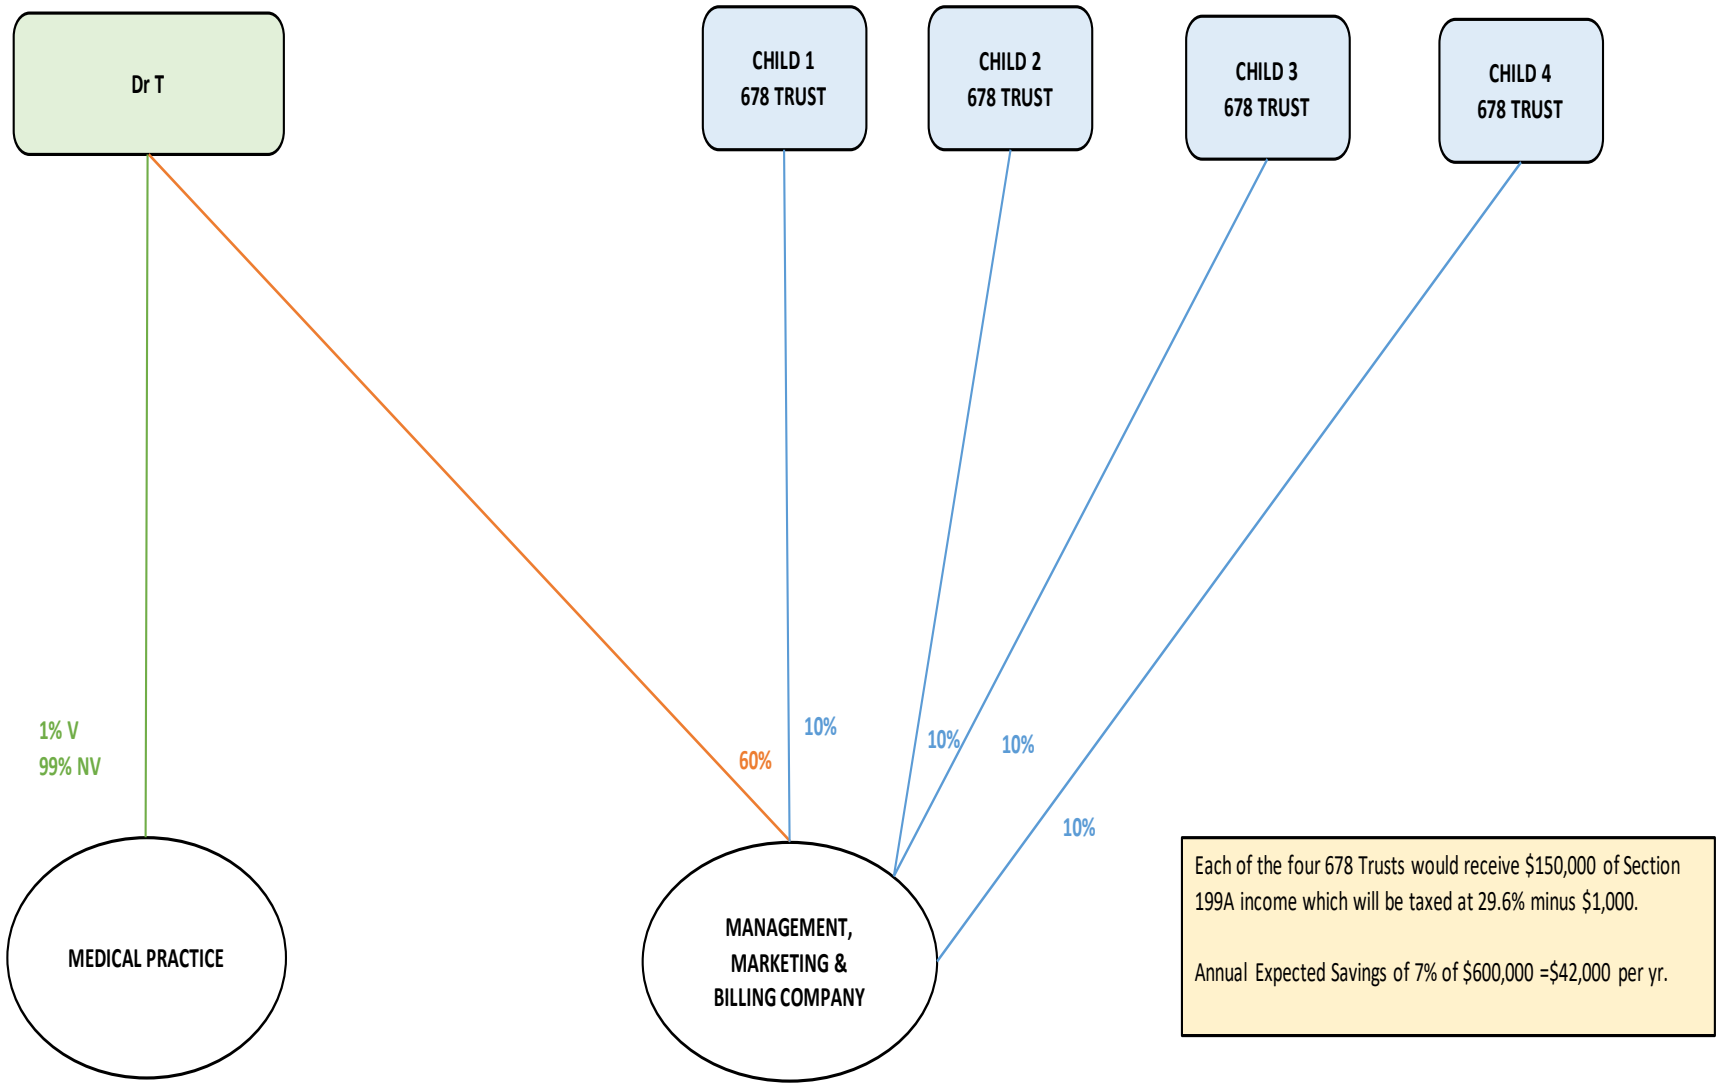 Dr T
CHILD 1
678 TRUST
CHILD 2
678 TRUST
CHILD 3
678 TRUST
CHILD 4
678 TRUST
1% V
99% NV
60%
10%
10%
10%
10%
MEDICAL PRACTICE
MANAGEMENT,
MARKETING &
BILLING COMPANY
Each of the four 678 Trusts would receive $150,000 of Section
199A income which will be taxed at 29.6% minus $1,000.
Annual Expected Savings of 7% of $600,000 =$42,000 per yr.